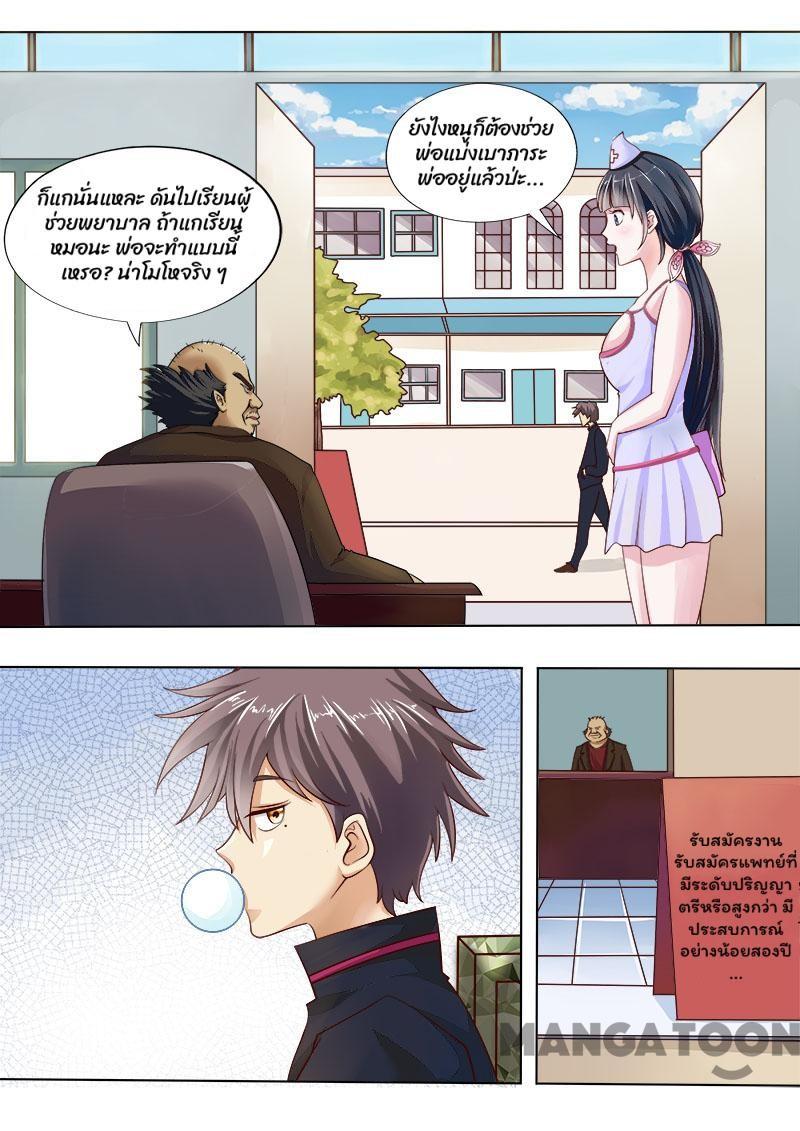 ยังไงหนูก็ต้องช่วย
พ่อแบ่งเบาภาระ
พ่ออยู่แล้วป่ะ...
ก็แกนั่นแหละ ดันไปเรียนผู้
ช่วยพยาบาล ถ้าแกเรียน
หมอนะ พ่อจะทำแบบนี้
เหรอ? น่าโมโหจริง ๆ
รับสมัครงาน
รับสมัครแพทย์ที่
มีระดับปริญญา
ตรีหรือสูงกว่า มี
ประสบการณ์
อย่างน้อยสองปี
...
MANGATOON